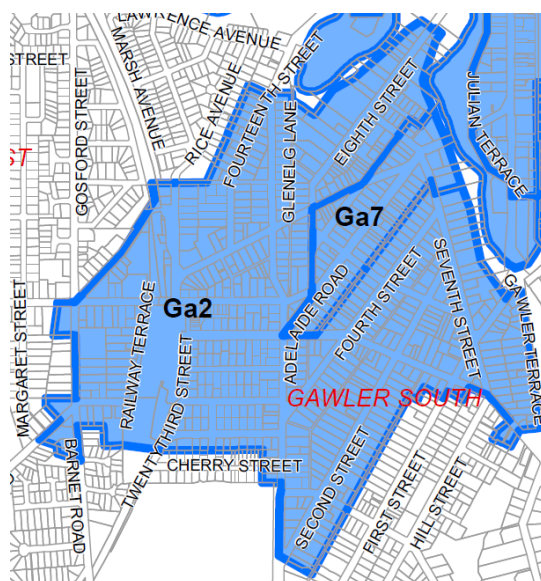 LAWRENCE AVENUE
STREET
MARSH AVENUE
GOSFORD STREET
RICE AVENUE
FOURTEENTH STREET
GLENELG LANE
EIGHTH STREET
JULIAN TERRACE
ST
Ga7
Ga2
ADELAIDE ROAD
FOURTH STREET
SEVENTH STREET
GAWLER TERRACE
MARGARET STREET
RAILWAY TERRACE
TWENTYTHIRD STREET
GAWLER SOUTH
BARNET ROAD
CHERRY STREET
SECOND STREET
FIRST STREET
HILL STREET